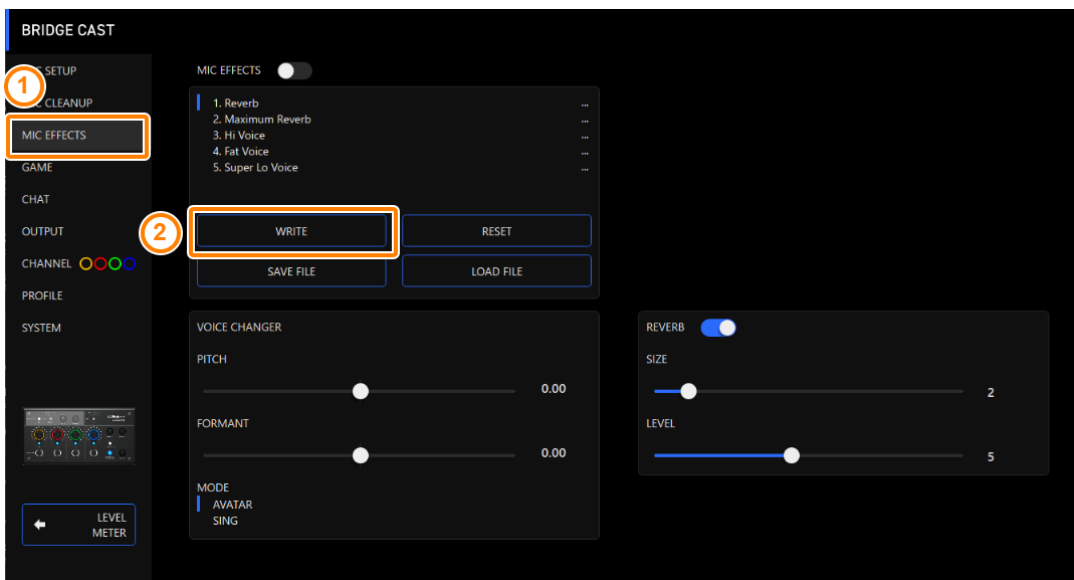 BRIDGE CAST
SETUP
1
CLEANUP
MIC EFFECTS
GAME
CHAT
OUTPUT
CHANNEL
PROFILE
SYSTEM
LEVEL
METER
MIC EFFECTS
1. Reverb ...
2. Maximum Reverb ...
3. Hi Voice ...
4. Fat Voice ...
5. Super Lo Voice ...
2
WRITE RESET
SAVE FILE LOAD FILE
VOICE CHANGER
PITCH
0.00
FORMANT
0.00
MODE
AVATAR
SING
REVERB
SIZE
2
LEVEL
5